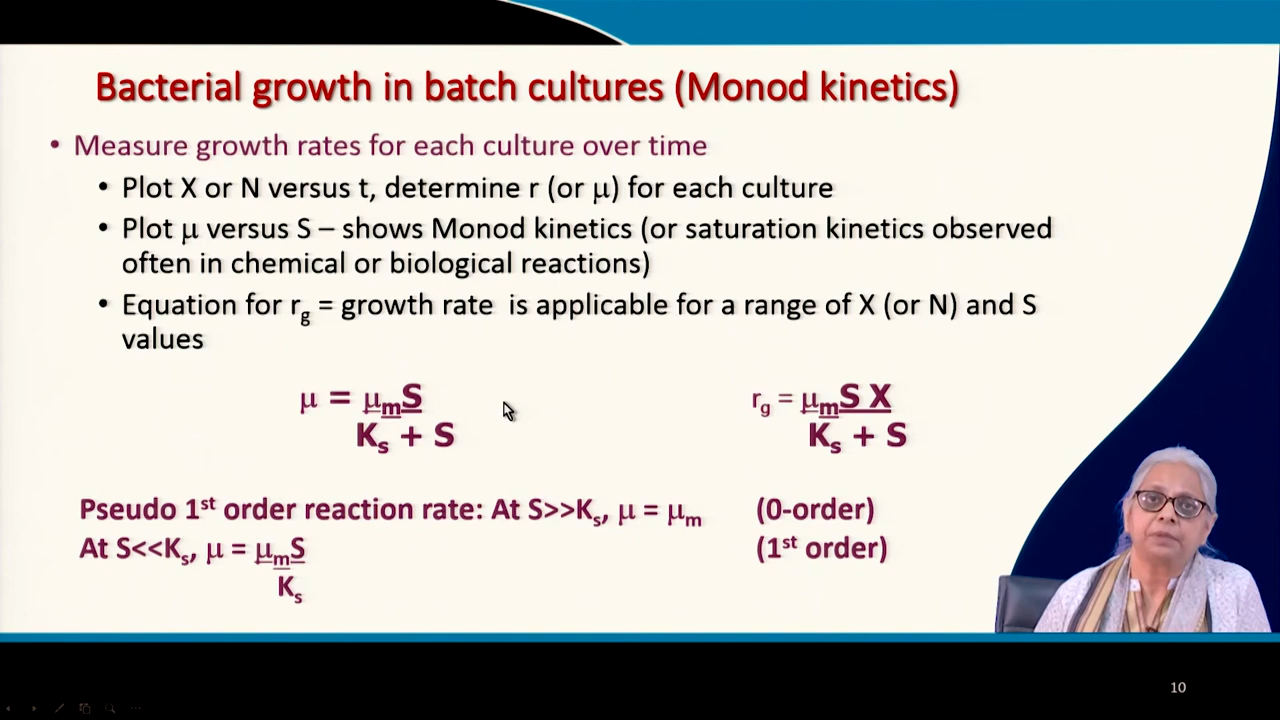 Bacterial growth in batch cultures (Monod kinetics)
• Measure growth rates for each culture over time
• Plot X or N versus t, determine r (or μ) for each culture
• Plot μ versus S – shows Monod kinetics (or saturation kinetics observed
often in chemical or biological reactions)
• Equation for rg = growth rate is applicable for a range of X (or N) and S
values
μ = μmS
Ks + S
rg = μmS X
Ks + S
Pseudo 1st order reaction rate: At S>>Ks, μ = μm (0-order)
At S<<Ks, μ = μmS (1st order)
Ks
10